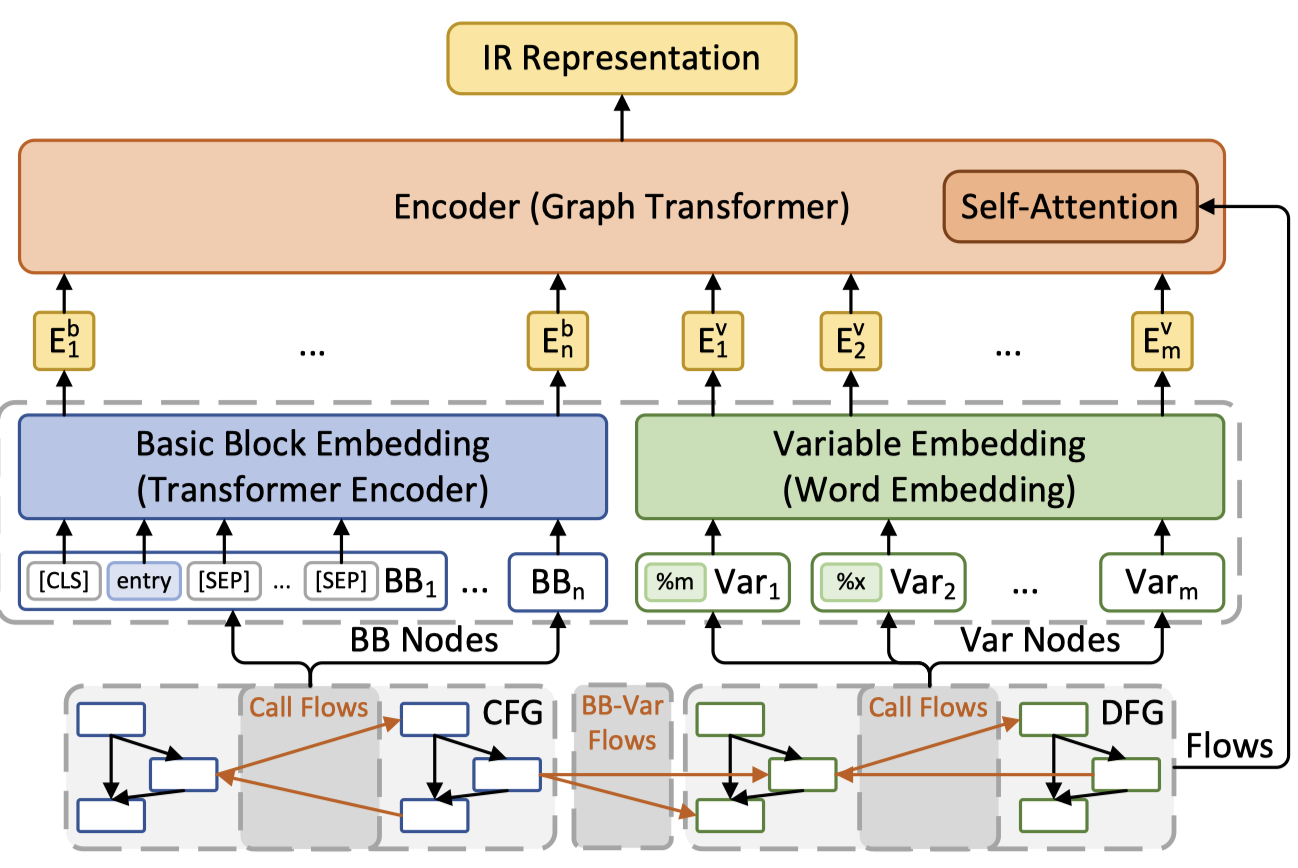 IR Representation
Encoder (Graph Transformer)
Self-Attention
E₁ᵇ
...
Eₙᵇ
E₁ᵛ
E₂ᵛ
...
Eₘᵛ
Basic Block Embedding
(Transformer Encoder)
Variable Embedding
(Word Embedding)
[CLS] entry [SEP] ... [SEP] BB₁
...
BBₙ
%m Var₁
%x Var₂
...
Varₘ
BB Nodes
Var Nodes
Call Flows
CFG
BB-Var
Flows
Call Flows
DFG
Flows